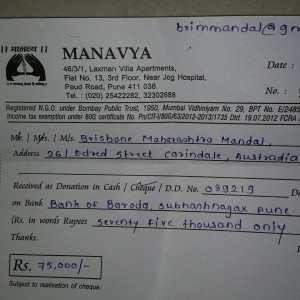 brimmandal@gm
|| मानव्य ||
MANAVYA
46/3/1, Laxman Villa Apartments,
Flat No. 13, 3rd Floor, Near Jog Hospital,
Paud Road, Pune 411 038.
Tel. : (020) 25422282, 32302688
Date :
Registered N.G.O. under Bombay Public Trust, 1950, Mumbai Vidhiniyam No. 29, BPT No. E/2485
Income tax exemption under 80G certificate No. Pn/CIT-I/80G/63/2012-2013/1735 Dtd. 19.07.2012 FCRA
Mr. / Mrs. / M/s. Brisbane Maharashtra Mandal,
Address 26/ Edred street Carindale, Australia
Received as Donation in Cash / Cheque / D.D. No. 039219
on Bank Bank of Baroda, subhashnagar pune.
(Rs. in words Rupees seventy five thousand only
Thanks.
Rs. 75,000/-
Subject to realisation of cheque.